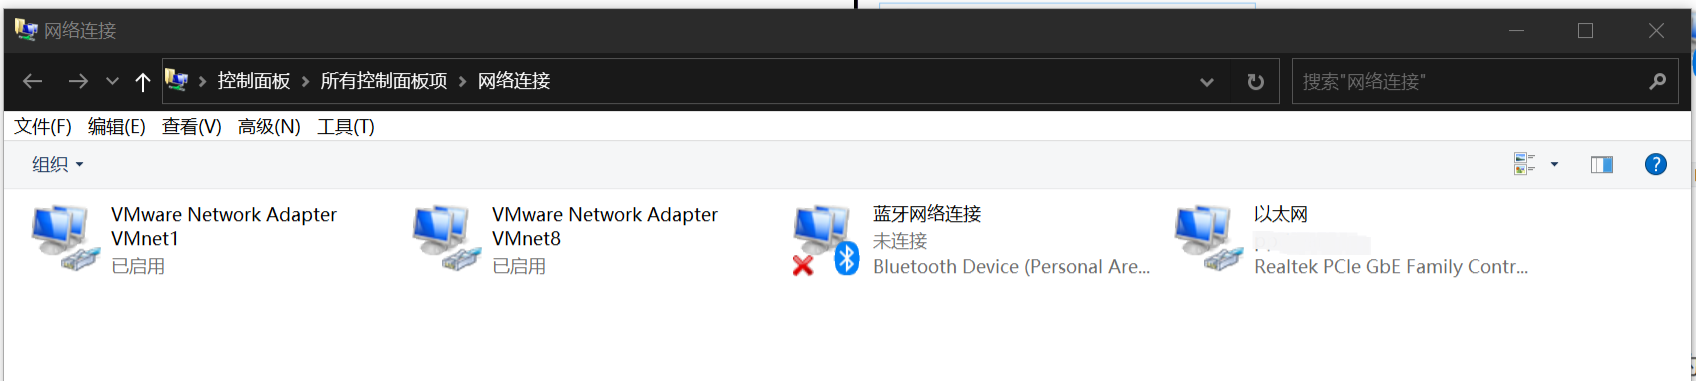 网络连接
控制面板 所有控制面板项 网络连接
搜索"网络连接"
文件(F) 编辑(E) 查看(V) 高级(N) 工具(T)
组织
VMware Network Adapter
VMnet1
已启用
VMware Network Adapter
VMnet8
已启用
蓝牙网络连接
未连接
Bluetooth Device (Personal Are...
以太网
Realtek PCIe GbE Family Contr...